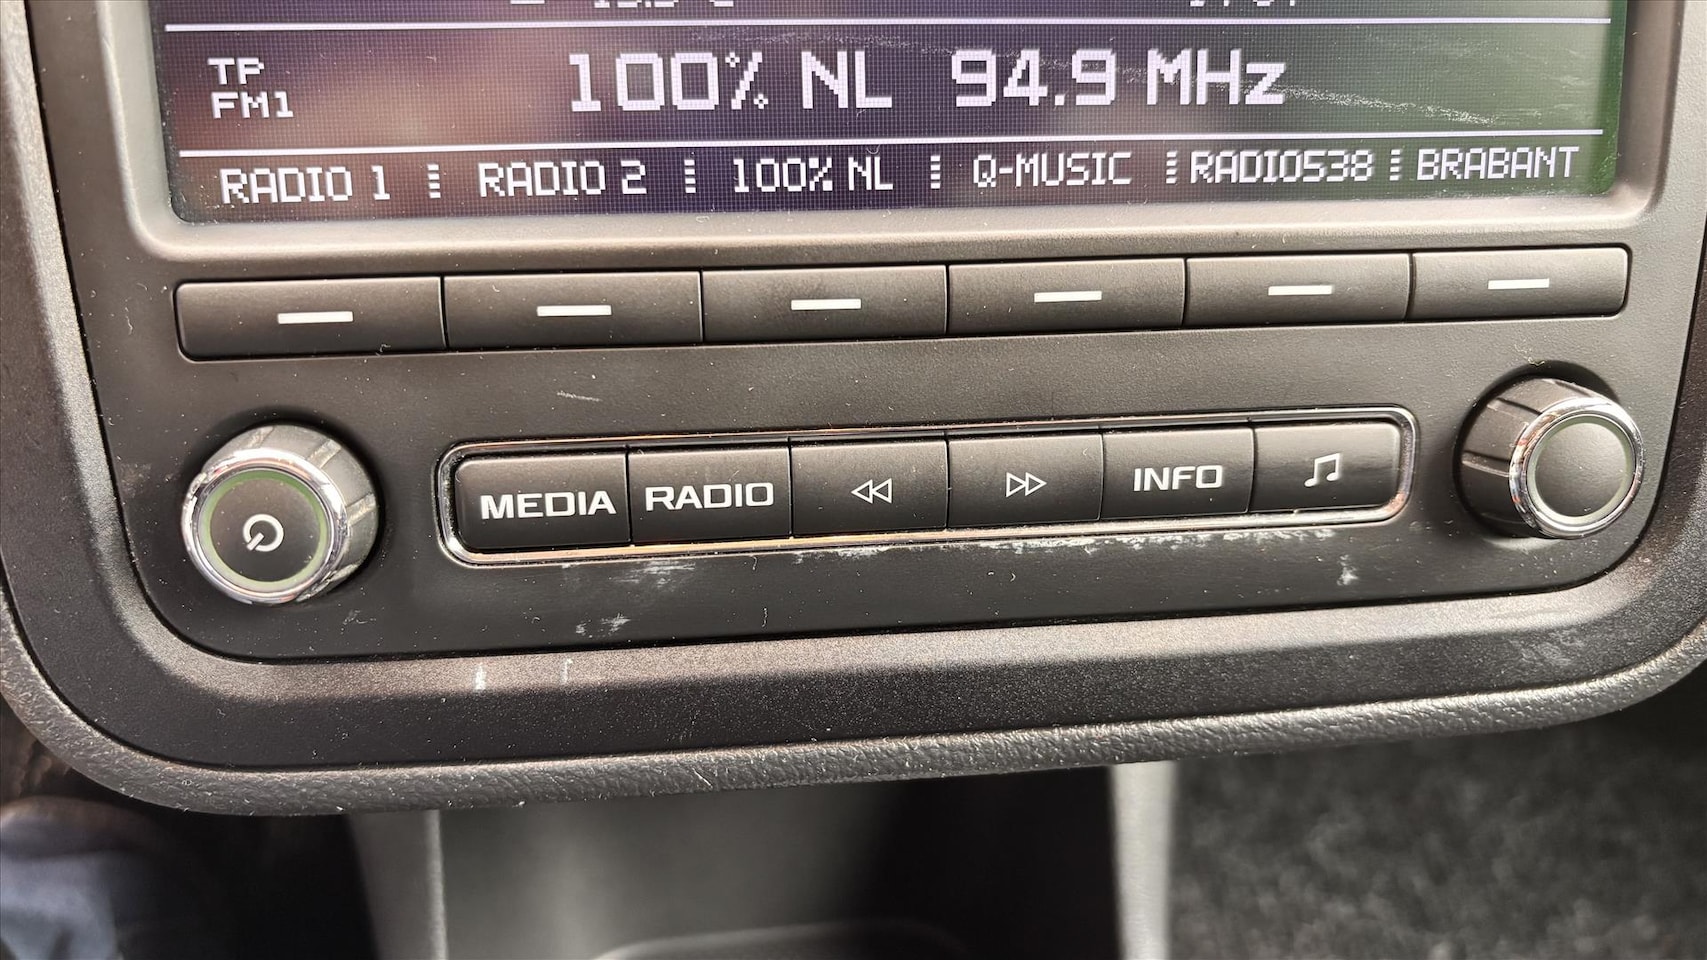 TP
FM1
100% NL 94.9 MHz
RADIO 1 RADIO 2 100% NL Q-MUSIC RADIO538 BRABANT
MEDIA RADIO INFO